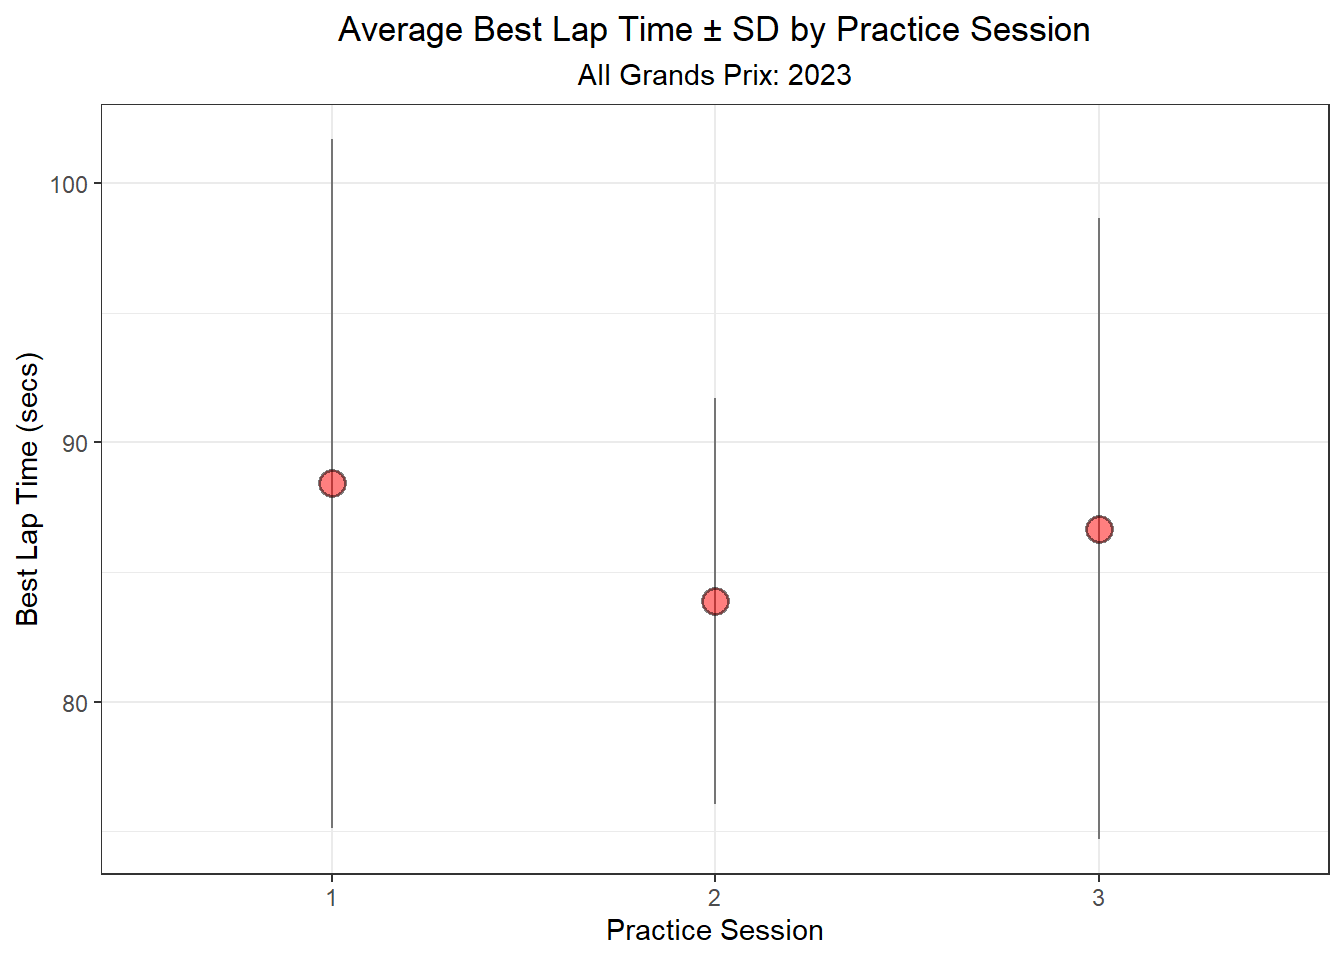 Average Best Lap Time ± SD by Practice Session
All Grands Prix: 2023
100
90
80
Best Lap Time (secs)
1 2 3
Practice Session